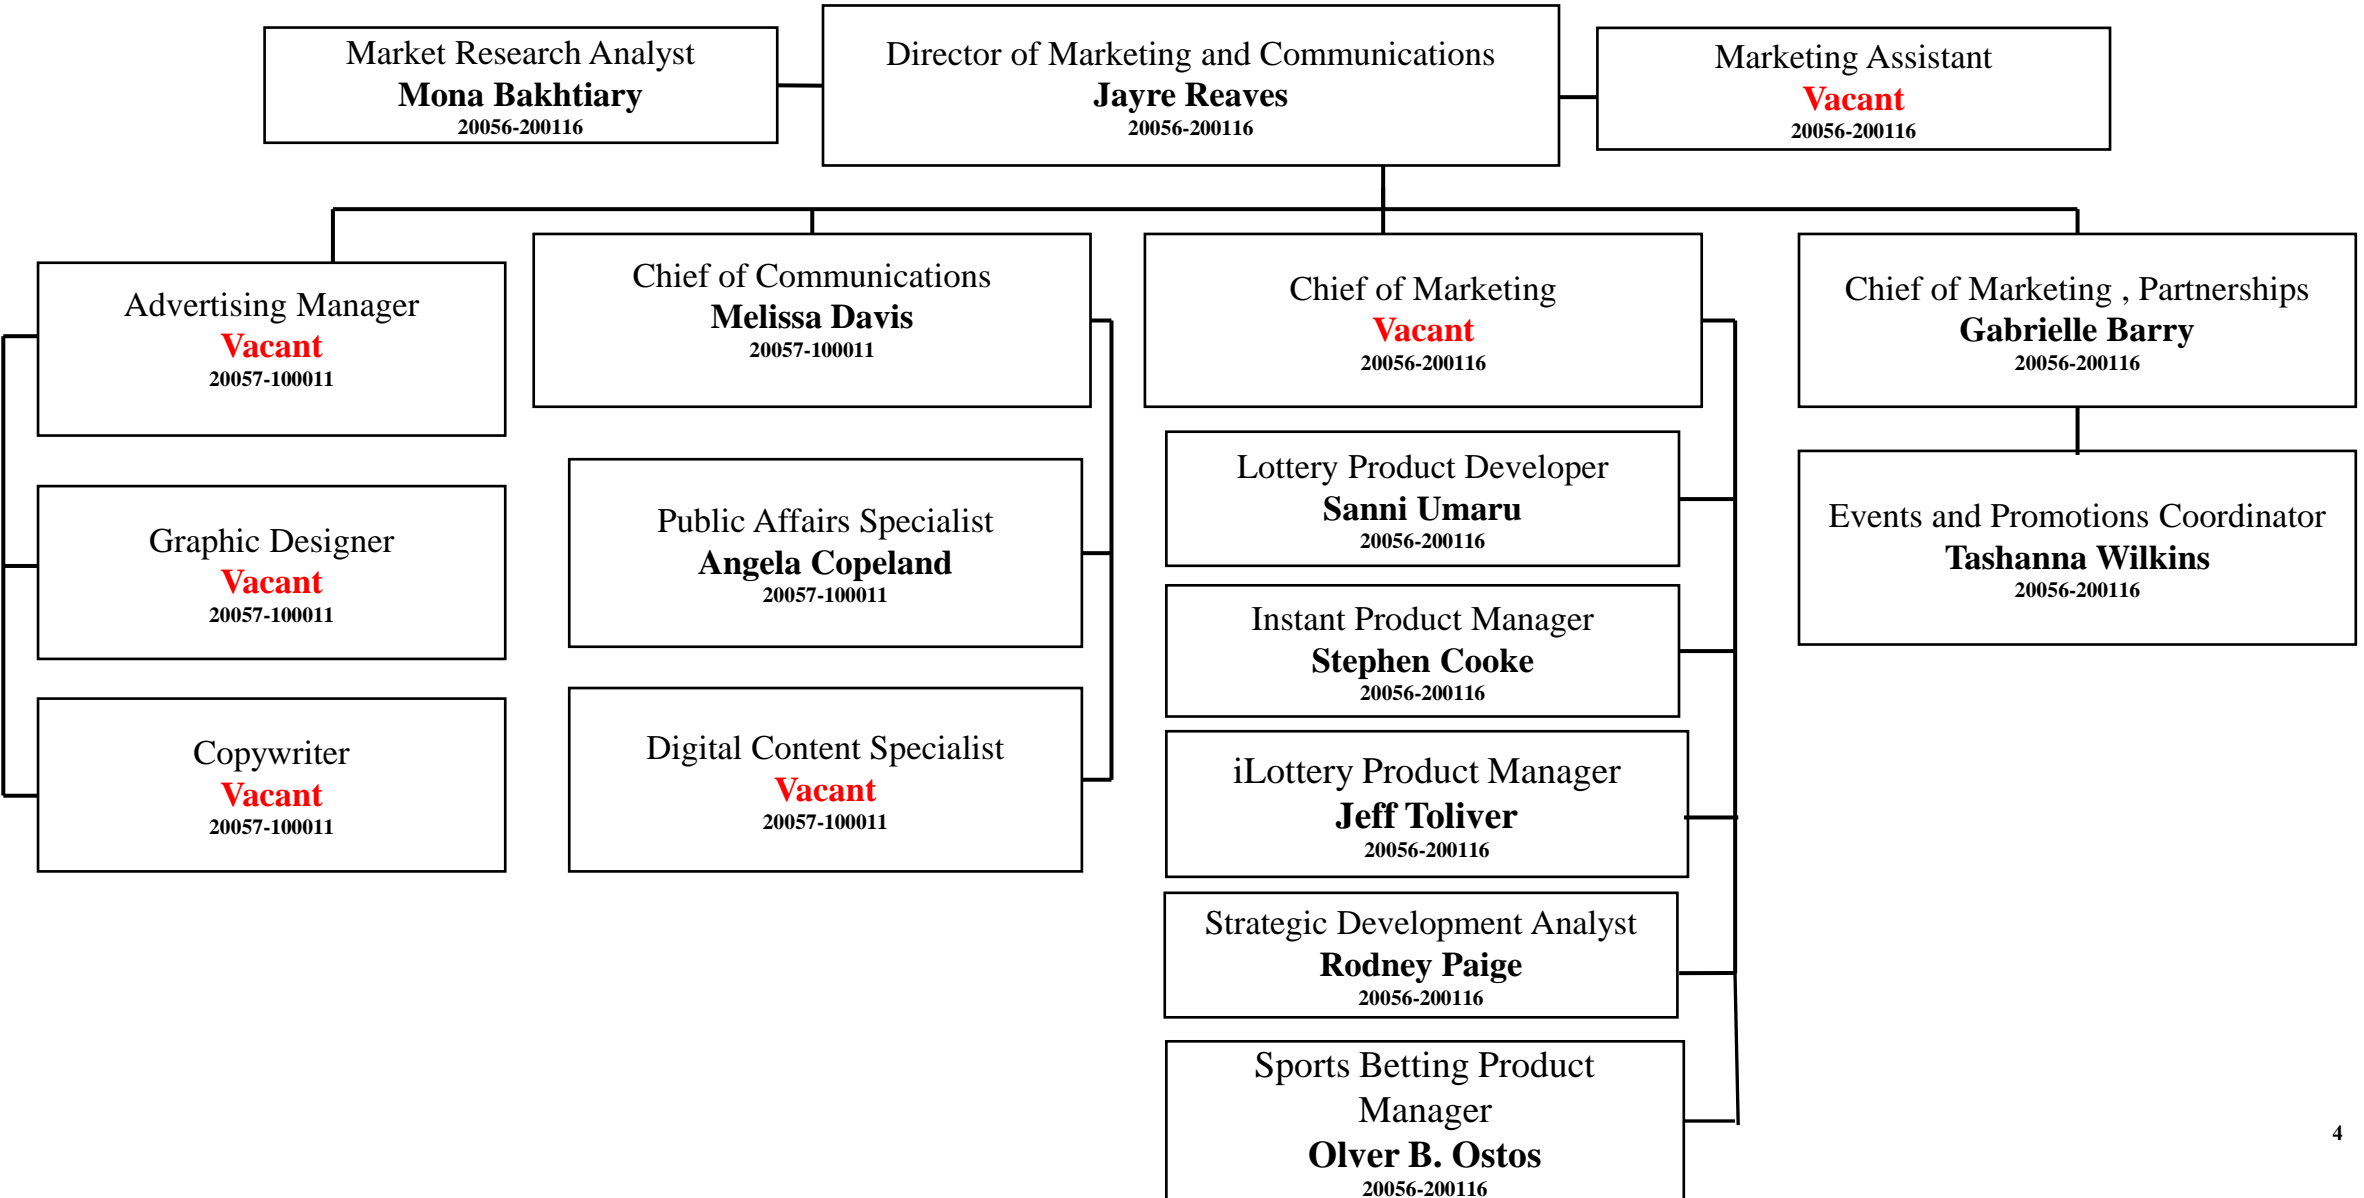 Market Research Analyst
Mona Bakhtiary
20056-200116
Director of Marketing and Communications
Jayre Reaves
20056-200116
Marketing Assistant
Vacant
20056-200116
Advertising Manager
Vacant
20057-100011
Graphic Designer
Vacant
20057-100011
Copywriter
Vacant
20057-100011
Chief of Communications
Melissa Davis
20057-100011
Public Affairs Specialist
Angela Copeland
20057-100011
Digital Content Specialist
Vacant
20057-100011
Chief of Marketing
Vacant
20056-200116
Lottery Product Developer
Sanni Umaru
20056-200116
Instant Product Manager
Stephen Cooke
20056-200116
iLottery Product Manager
Jeff Toliver
20056-200116
Strategic Development Analyst
Rodney Paige
20056-200116
Sports Betting Product
Manager
Olver B. Ostos
20056-200116
Chief of Marketing , Partnerships
Gabrielle Barry
20056-200116
Events and Promotions Coordinator
Tashanna Wilkins
20056-200116
4